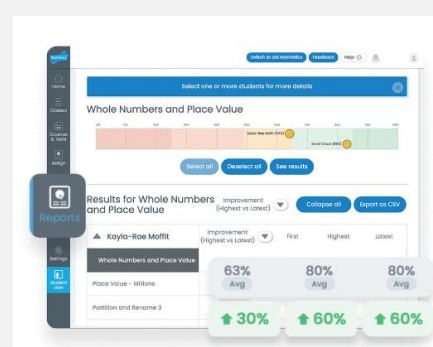 Switch to old Mathletics
Feedback
Help
Home
Select one or more students for more details
Classes
Whole Numbers and Place Value
Courses & Tests
Assign
Select all
Deselect all
See results
Reports
Results for Whole Numbers and Place Value
Improvement (Highest vs Latest)
Collapse all
Export as CSV
Kayla-Rae Moffit
Improvement (Highest vs Latest)
First
Highest
Latest
Settings
Student view
Whole Numbers and Place Value
63%
80%
80%
Avg
Avg
Avg
Place Value - Millions
Partition and Rename 3
30%
60%
60%